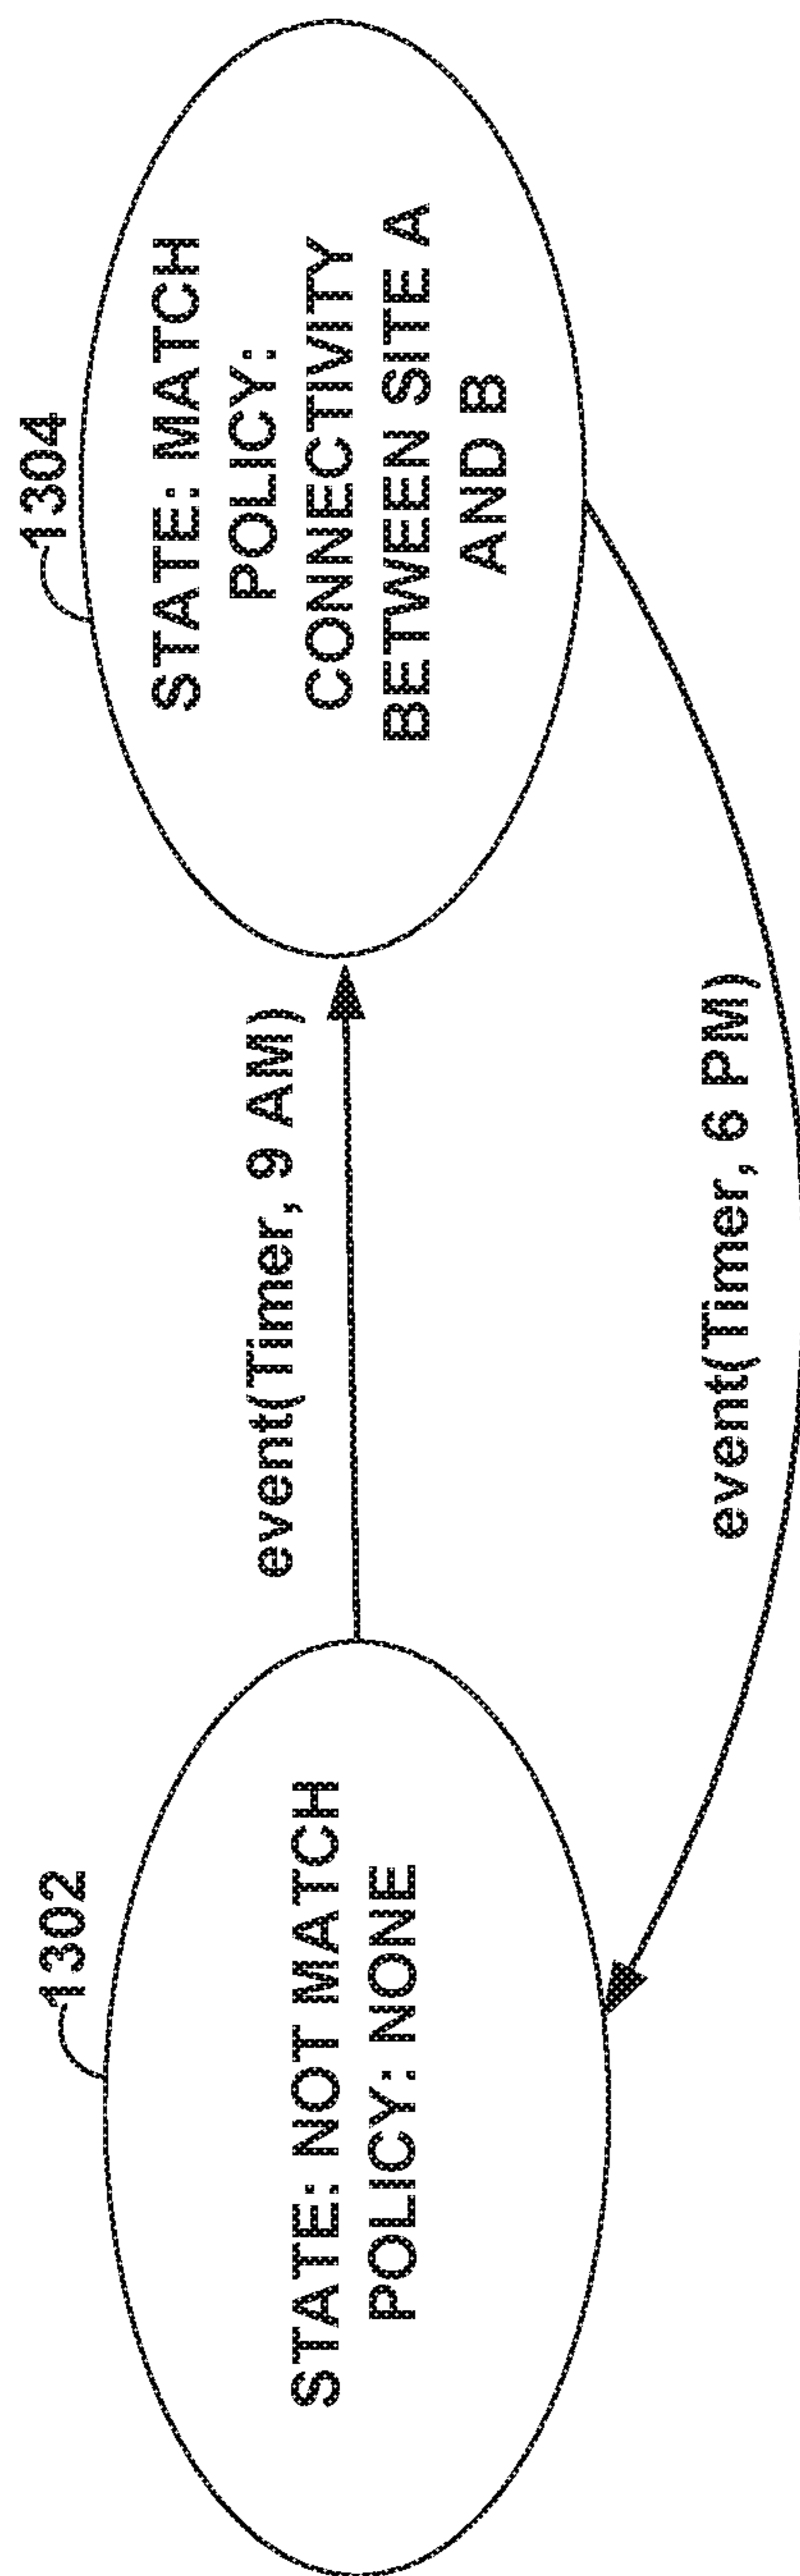 1302
STATE: NOT MATCH
POLICY: NONE
event(Timer, 9 AM)
1304
STATE: MATCH
POLICY:
CONNECTIVITY
BETWEEN SITE A
AND B
event(Timer, 6 PM)